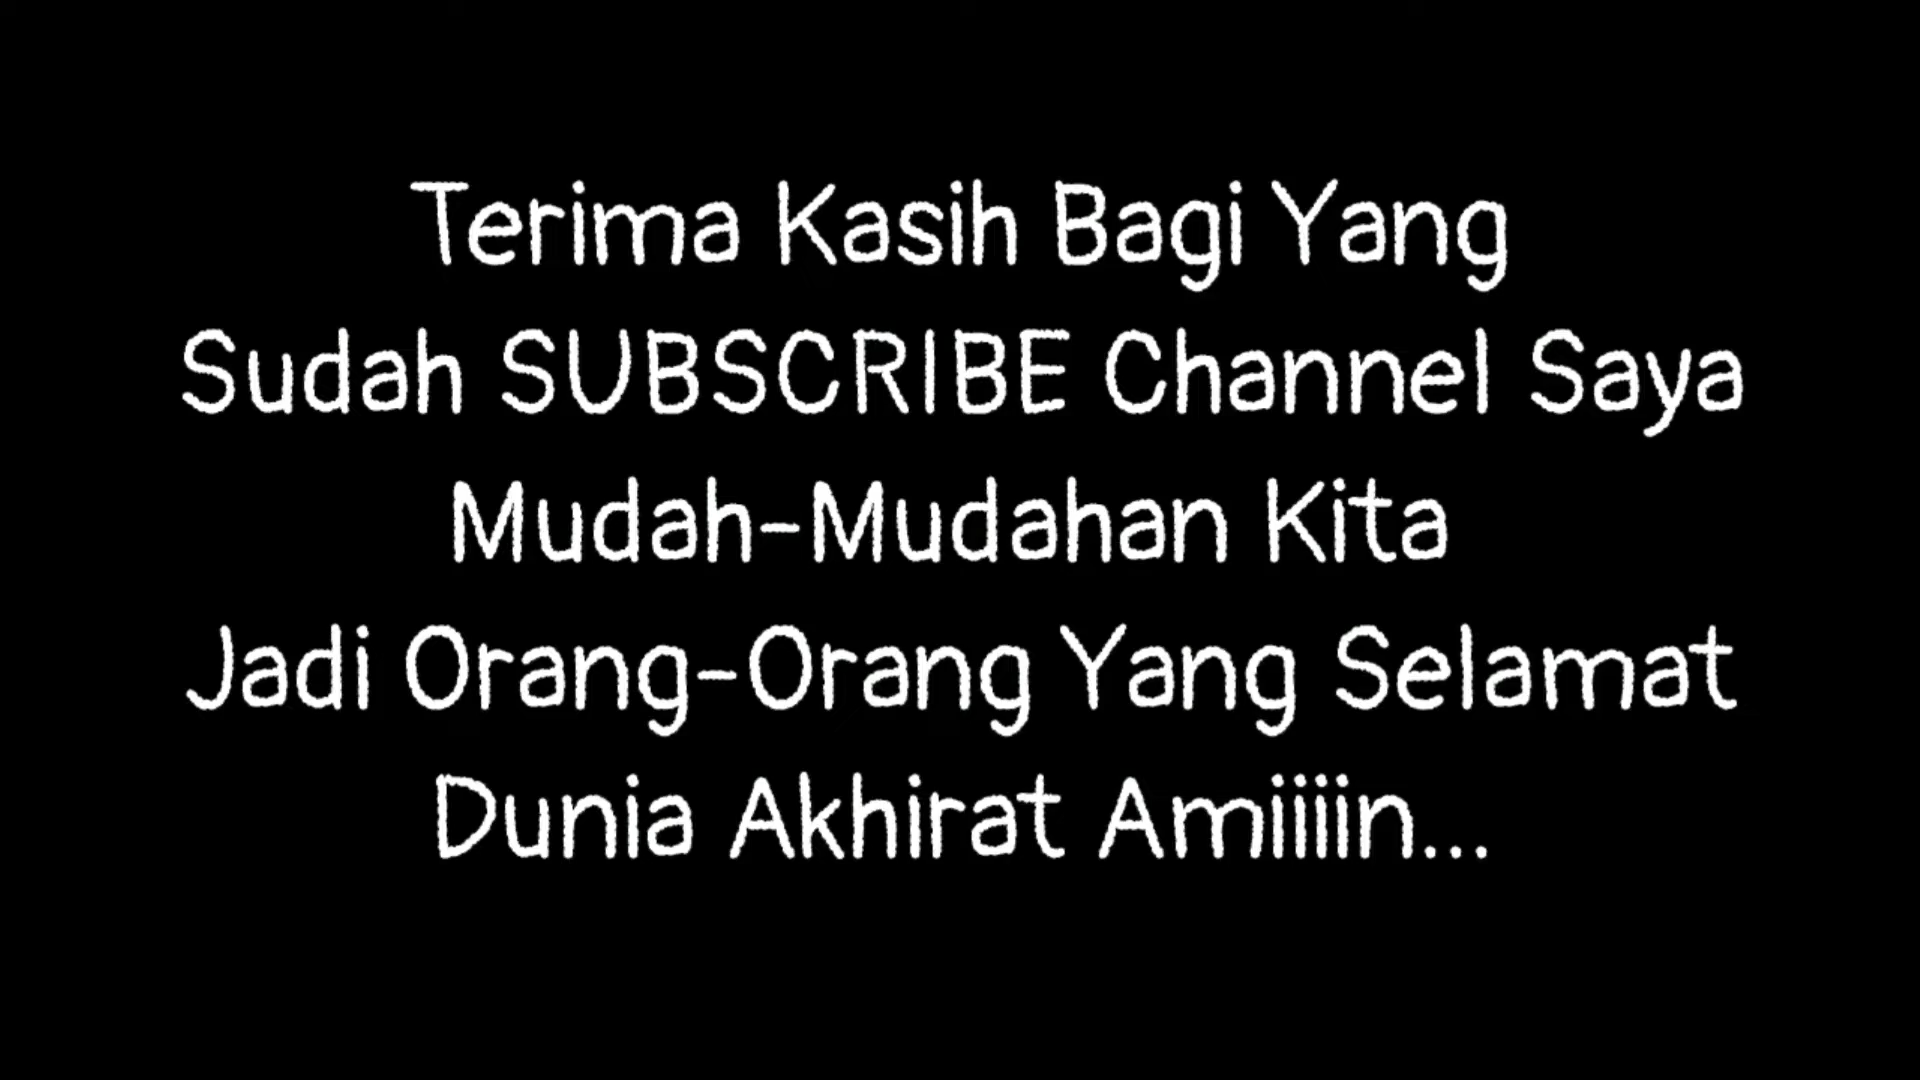 Terima Kasih Bagi Yang
Sudah SUBSCRIBE Channel Saya
Mudah-Mudahan Kita
Jadi Orang-Orang Yang Selamat
Dunia Akhirat Amiiiin...